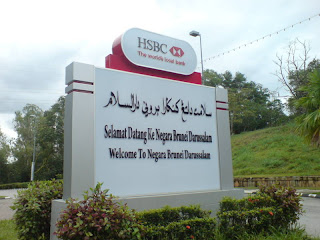 HSBC
The world's local bank
سلامت داتڠ کنݢارا بروني دارالسلام
Selamat Datang Ke Negara Brunei Darussalam
Welcome To Negara Brunei Darussalam